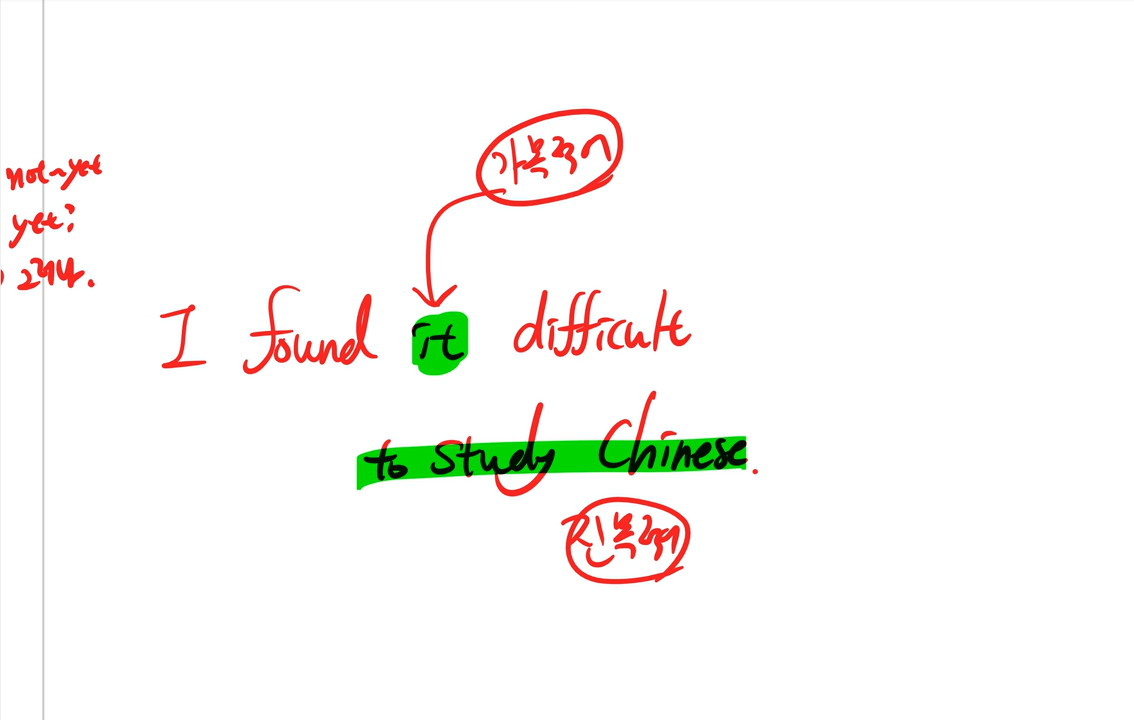 not~yet
yet?
가목적어
I found it difficult
to study Chinese.
진목적어